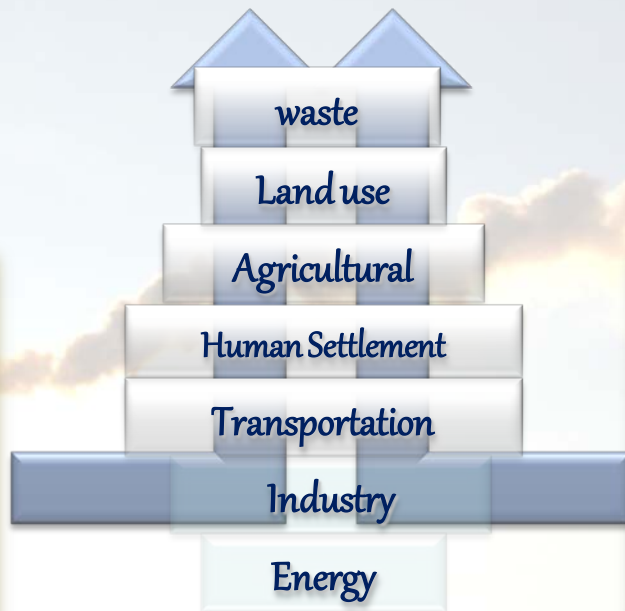 waste
Land use
Agricultural
Human Settlement
Transportation
Industry
Energy